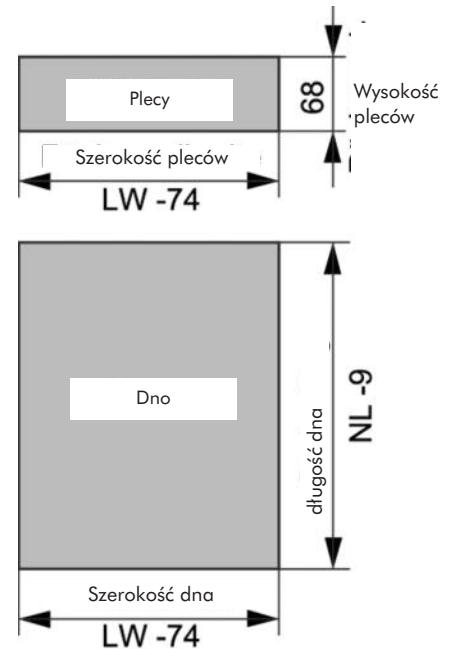 Plecy
68
Wysokość
pleców
Szerokość pleców
LW -74
Dno
długość dna
NL -9
Szerokość dna
LW -74